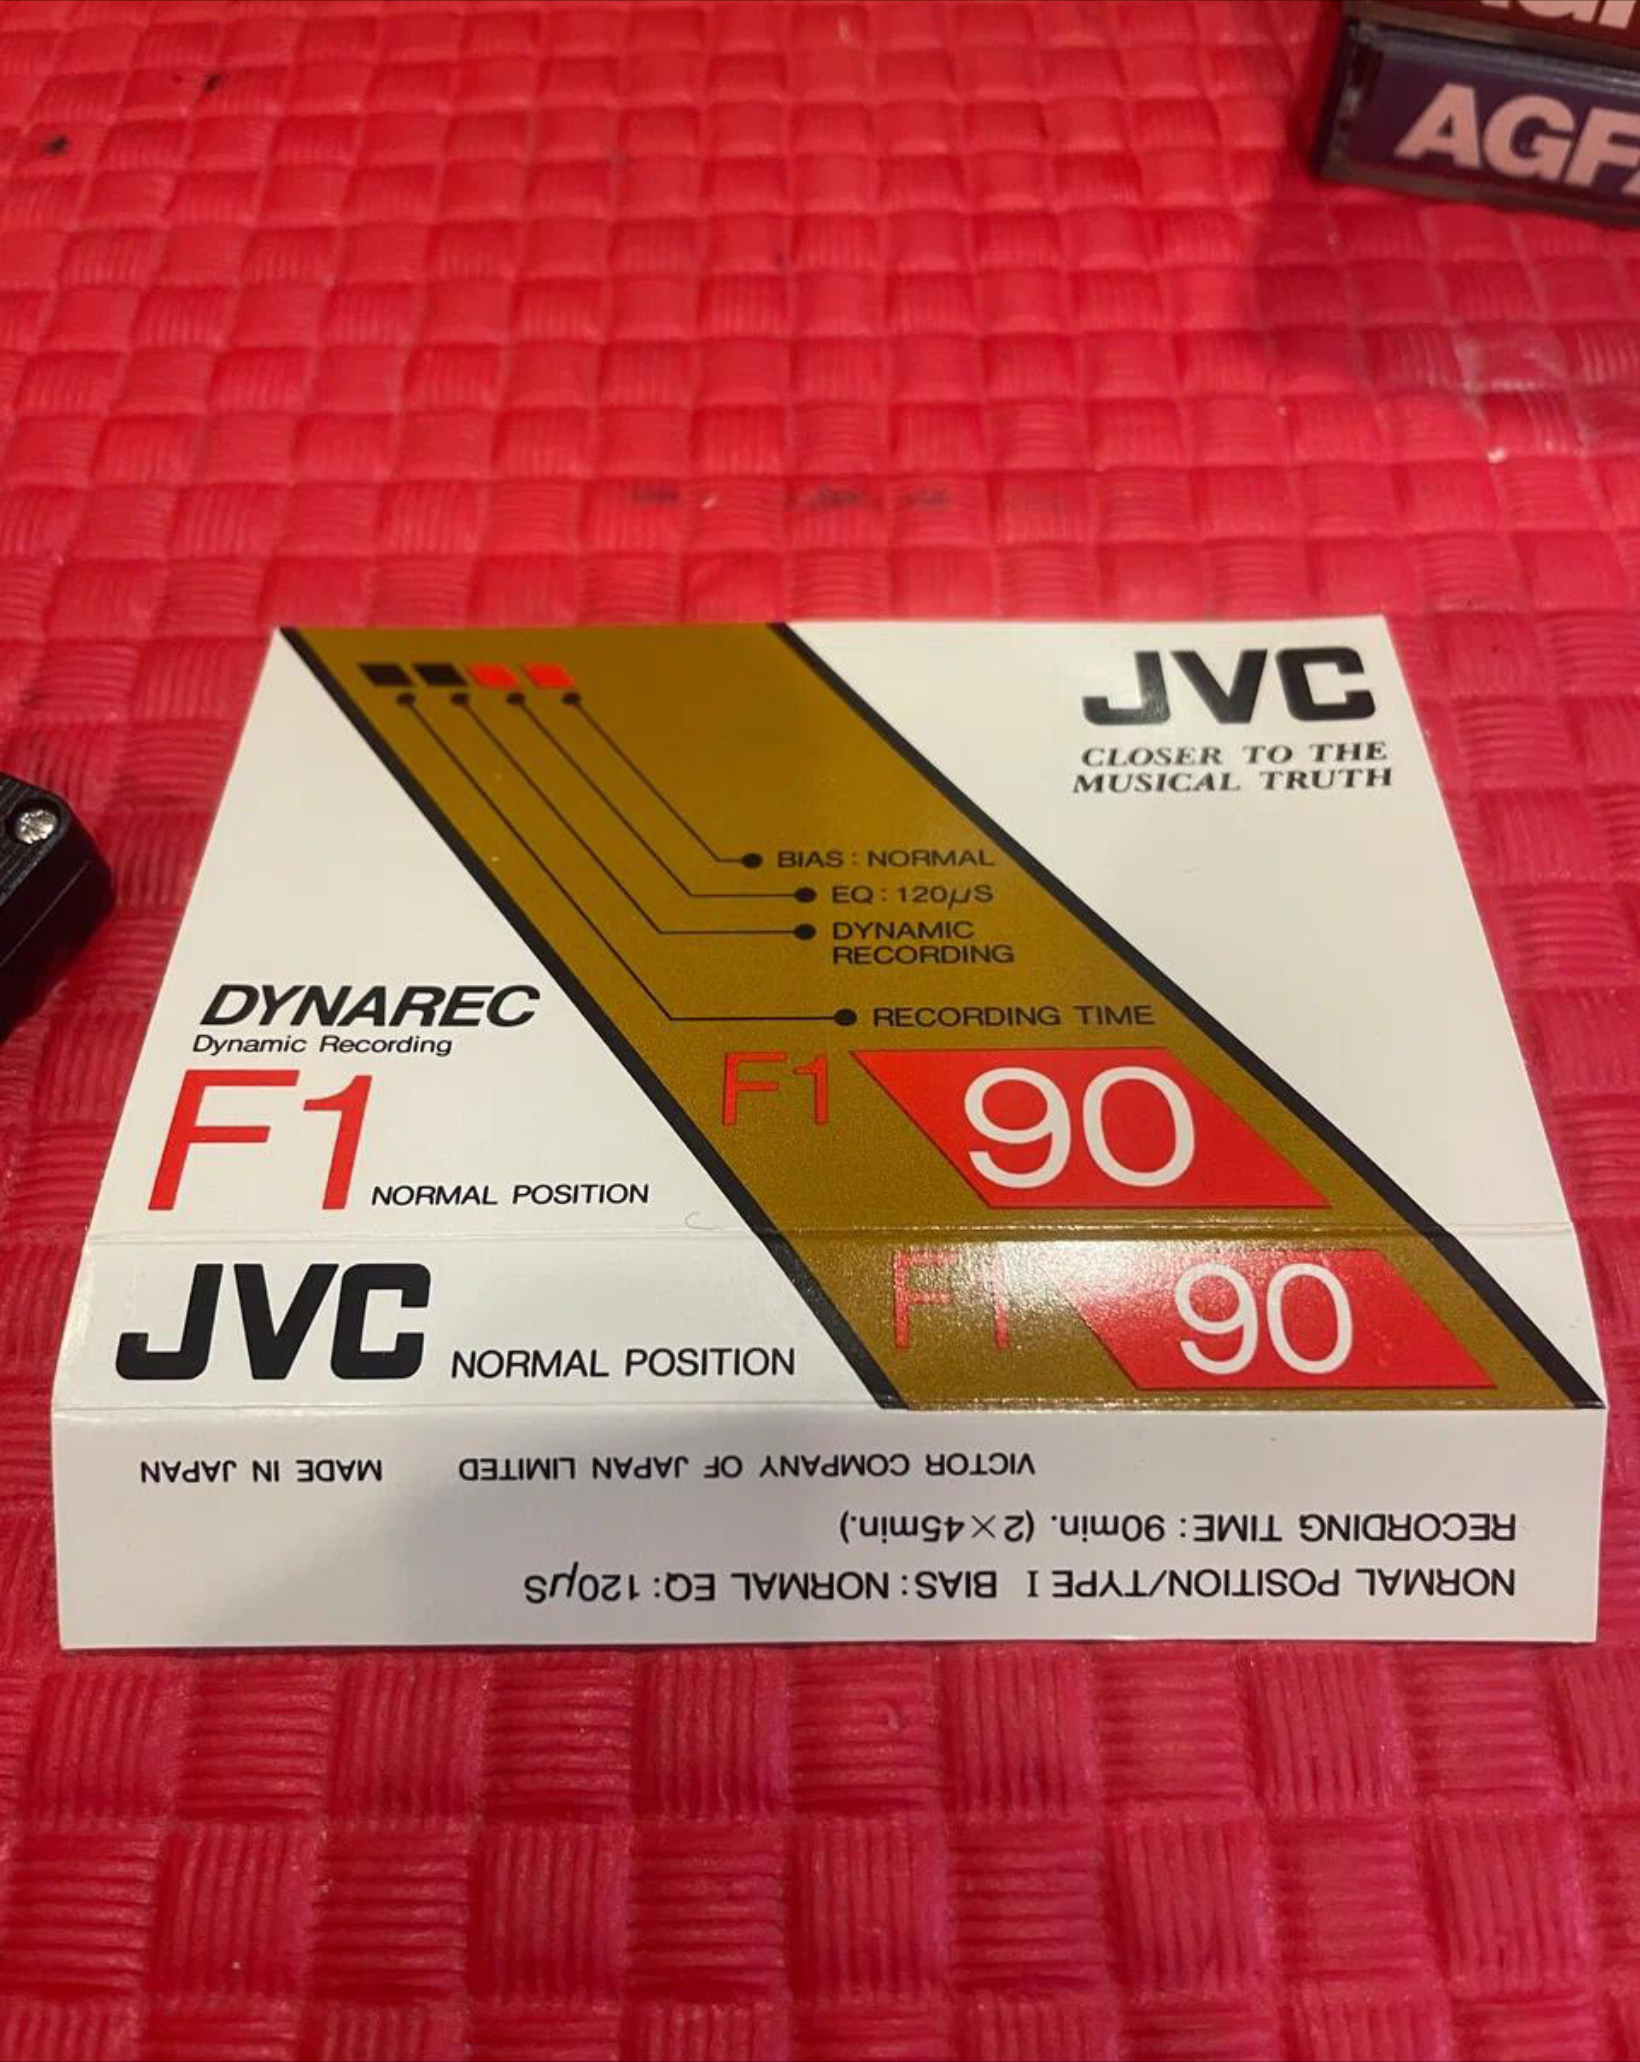 AGF
JVC
CLOSER TO THE
MUSICAL TRUTH
BIAS : NORMAL
EQ : 120μS
DYNAMIC
RECORDING
RECORDING TIME
DYNAREC
Dynamic Recording
F1 NORMAL POSITION
F1 90
JVC NORMAL POSITION
F1 90
NORMAL POSITION/TYPE I BIAS : NORMAL EQ : 120μS
RECORDING TIME : 90min. (2×45min.)
VICTOR COMPANY OF JAPAN LIMITED MADE IN JAPAN